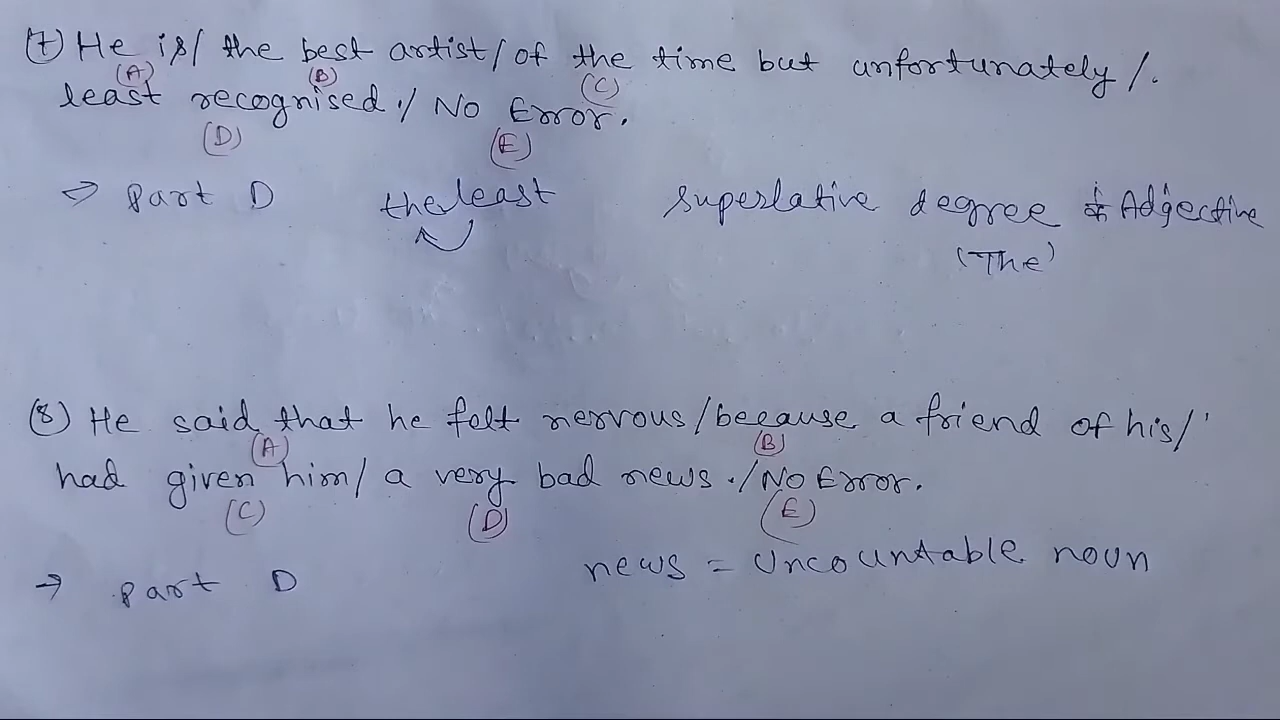 (7) He is/ the best artist/ of the time but unfortunately /.
(A) (B) (C)
least recognised./ No Error.
(D) (E)
⇒ Part D the least superlative degree of Adjective
(The)
(8) He said that he felt nervous/because a friend of his/'
(A) (B)
had given him/ a very bad news ./No Error.
(C) (D) (E)
→ Part D news = Uncountable noun